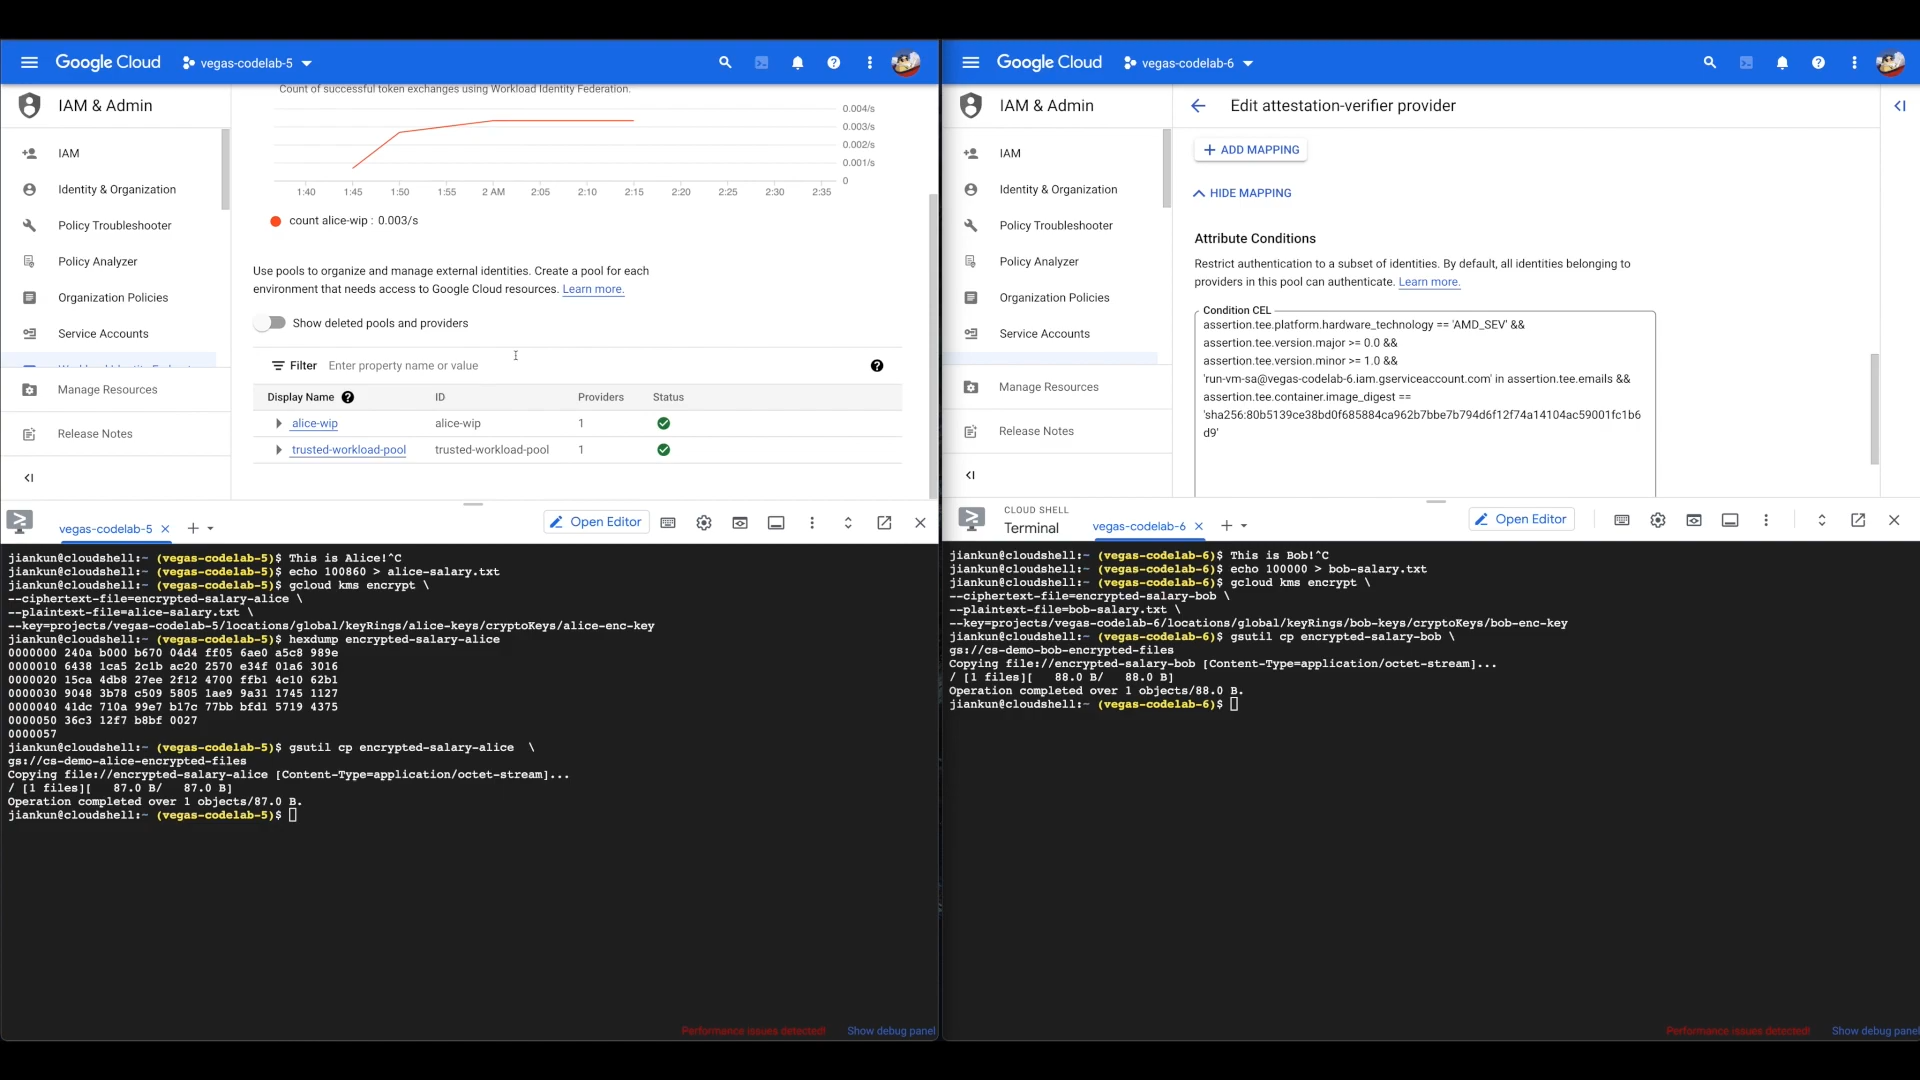 Google Cloud
vegas-codelab-5
IAM & Admin
IAM
Identity & Organization
Policy Troubleshooter
Policy Analyzer
Organization Policies
Service Accounts
Manage Resources
Release Notes
Count of successful token exchanges using Workload Identity Federation.
0.004/s
0.003/s
0.002/s
0.001/s
0
1:40 1:45 1:50 1:55 2 AM 2:05 2:10 2:15 2:20 2:25 2:30 2:35
count alice-wip : 0.003/s
Use pools to organize and manage external identities. Create a pool for each
environment that needs access to Google Cloud resources. Learn more.
Show deleted pools and providers
Filter Enter property name or value
Display Name ID Providers Status
alice-wip alice-wip 1
trusted-workload-pool trusted-workload-pool 1
vegas-codelab-5
Open Editor
jiankun@cloudshell:~ (vegas-codelab-5)$ This is Alice!^C
jiankun@cloudshell:~ (vegas-codelab-5)$ echo 100860 > alice-salary.txt
jiankun@cloudshell:~ (vegas-codelab-5)$ gcloud kms encrypt \
--ciphertext-file=encrypted-salary-alice \
--plaintext-file=alice-salary.txt \
--key=projects/vegas-codelab-5/locations/global/keyRings/alice-keys/cryptoKeys/alice-enc-key
jiankun@cloudshell:~ (vegas-codelab-5)$ hexdump encrypted-salary-alice
0000000 240a b000 b670 04d4 ff05 6ae0 a5c8 989e
0000010 6438 1ca5 2c1b ac20 2570 e34f 01a6 3016
0000020 15ca 4db8 27ee 2f12 4700 ffb1 4c10 62b1
0000030 9048 3b78 c509 5805 1ae9 9a31 1745 1127
0000040 41dc 710a 99e7 b17c 77bb bfd1 5719 4375
0000050 36c3 12f7 b8bf 0027
0000057
jiankun@cloudshell:~ (vegas-codelab-5)$ gsutil cp encrypted-salary-alice \
gs://cs-demo-alice-encrypted-files
Copying file://encrypted-salary-alice [Content-Type=application/octet-stream]...
/ [1 files][ 87.0 B/ 87.0 B]
Operation completed over 1 objects/87.0 B.
jiankun@cloudshell:~ (vegas-codelab-5)$
Performance issues detected! Show debug panel
Google Cloud
vegas-codelab-6
IAM & Admin
IAM
Identity & Organization
Policy Troubleshooter
Policy Analyzer
Organization Policies
Service Accounts
Manage Resources
Release Notes
Edit attestation-verifier provider
ADD MAPPING
HIDE MAPPING
Attribute Conditions
Restrict authentication to a subset of identities. By default, all identities belonging to
providers in this pool can authenticate. Learn more.
Condition CEL
assertion.tee.platform.hardware_technology == 'AMD_SEV' &&
assertion.tee.version.major >= 0.0 &&
assertion.tee.version.minor >= 1.0 &&
'run-vm-sa@vegas-codelab-6.iam.gserviceaccount.com' in assertion.tee.emails &&
assertion.tee.container.image_digest ==
'sha256:80b5139ce38bd0f685884ca962b7bbe7b794d6f12f74a14104ac59001fc1b6
d9'
CLOUD SHELL
Terminal
vegas-codelab-6
Open Editor
jiankun@cloudshell:~ (vegas-codelab-6)$ This is Bob!^C
jiankun@cloudshell:~ (vegas-codelab-6)$ echo 100000 > bob-salary.txt
jiankun@cloudshell:~ (vegas-codelab-6)$ gcloud kms encrypt \
--ciphertext-file=encrypted-salary-bob \
--plaintext-file=bob-salary.txt \
--key=projects/vegas-codelab-6/locations/global/keyRings/bob-keys/cryptoKeys/bob-enc-key
jiankun@cloudshell:~ (vegas-codelab-6)$ gsutil cp encrypted-salary-bob \
gs://cs-demo-bob-encrypted-files
Copying file://encrypted-salary-bob [Content-Type=application/octet-stream]...
/ [1 files][ 88.0 B/ 88.0 B]
Operation completed over 1 objects/88.0 B.
jiankun@cloudshell:~ (vegas-codelab-6)$
Performance issues detected! Show debug panel